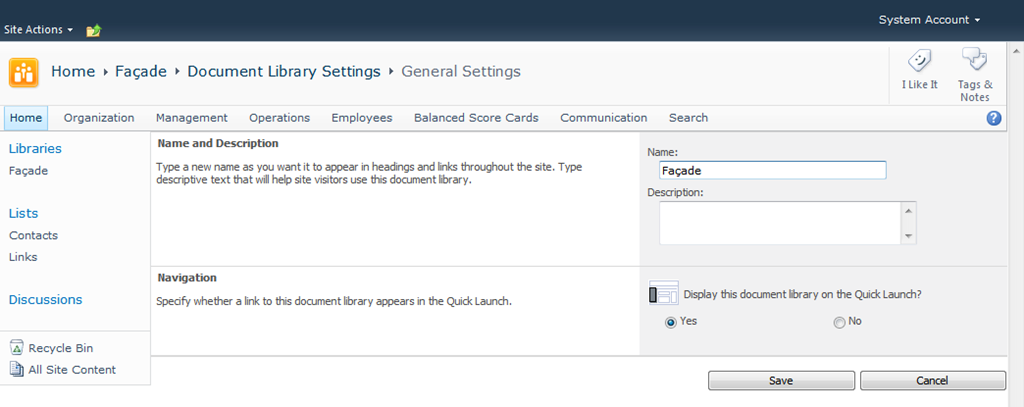 Site Actions
System Account
Home › Façade › Document Library Settings › General Settings
I Like It
Tags &
Notes
Home Organization Management Operations Employees Balanced Score Cards Communication Search
Libraries
Façade
Lists
Contacts
Links
Discussions
Recycle Bin
All Site Content
Name and Description
Type a new name as you want it to appear in headings and links throughout the site. Type
descriptive text that will help site visitors use this document library.
Name:
Façade
Description:
Navigation
Specify whether a link to this document library appears in the Quick Launch.
Display this document library on the Quick Launch?
Yes No
Save Cancel